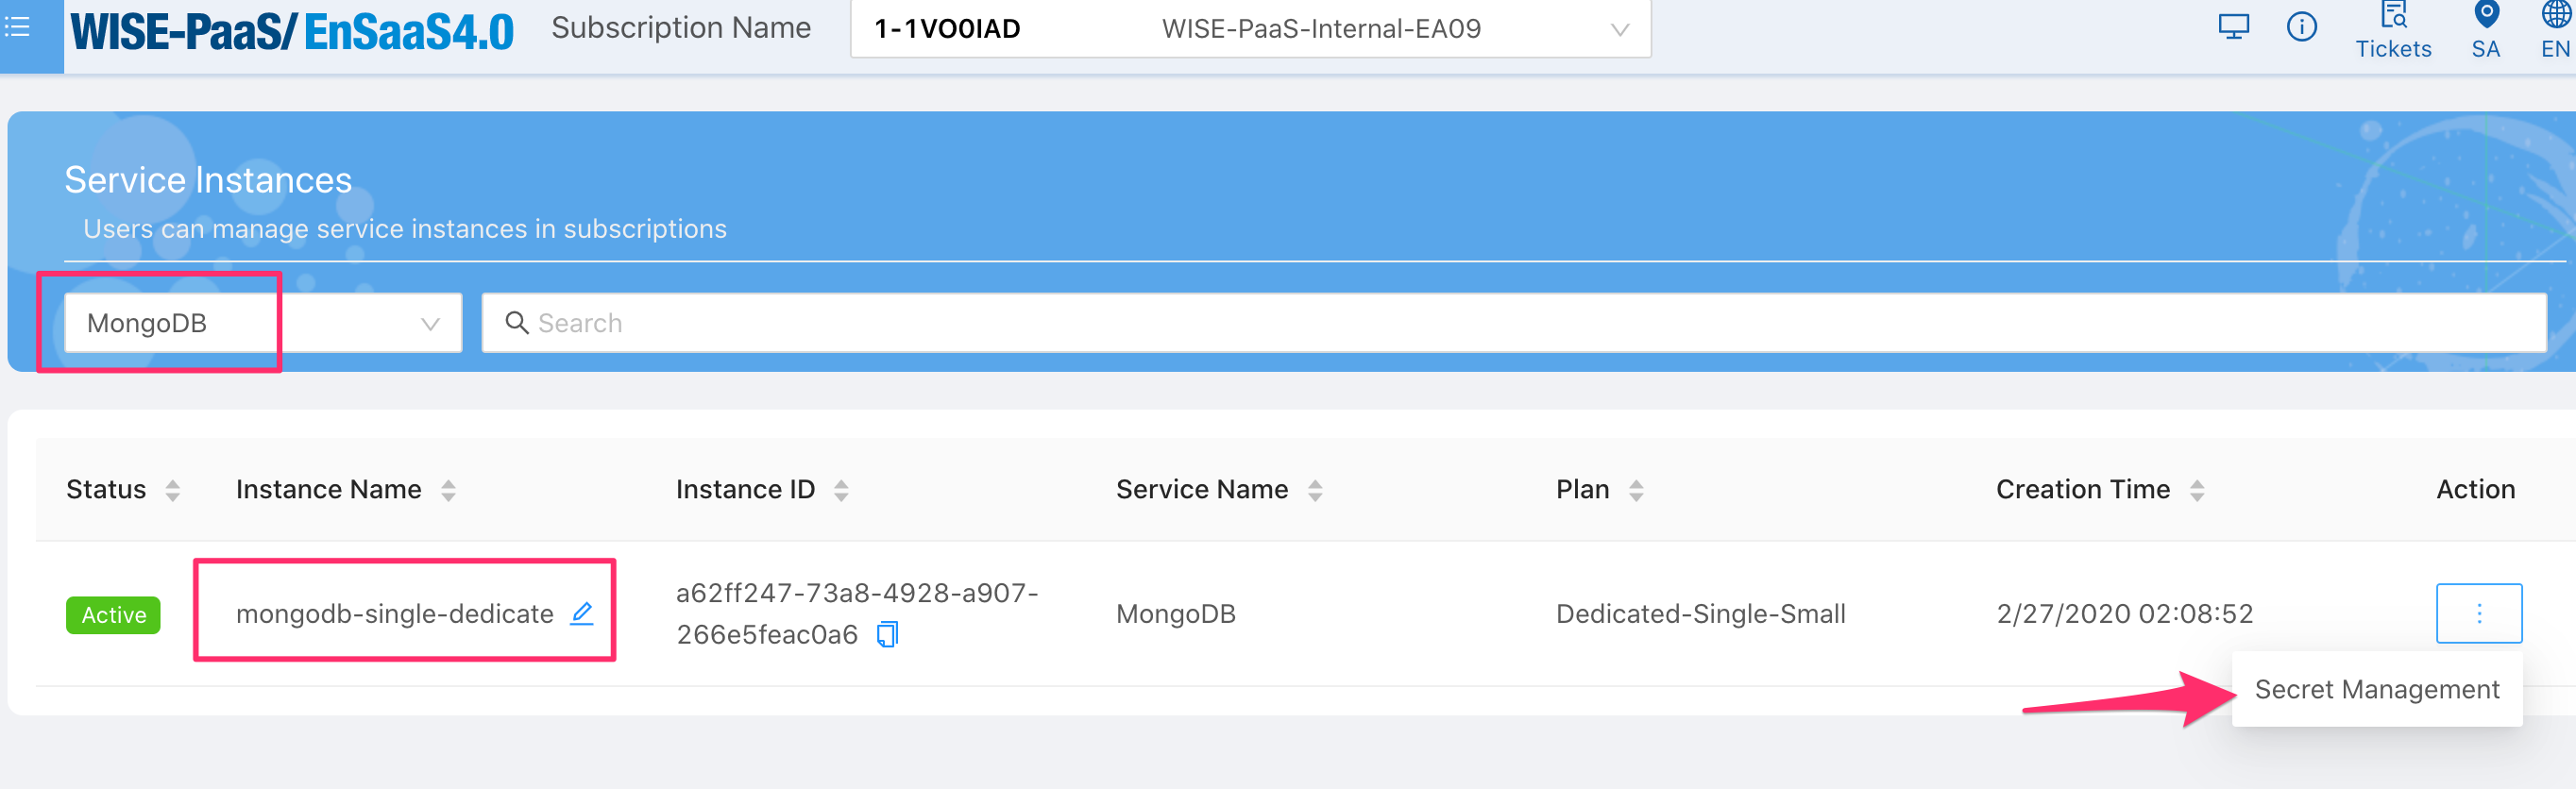 WISE-PaaS/EnSaaS4.0 Subscription Name 1-1VO0IAD WISE-PaaS-Internal-EA09 Tickets SA EN
Service Instances
Users can manage service instances in subscriptions
MongoDB Search
Status Instance Name Instance ID Service Name Plan Creation Time Action
Active mongodb-single-dedicate a62ff247-73a8-4928-a907-266e5feac0a6 MongoDB Dedicated-Single-Small 2/27/2020 02:08:52
Secret Management